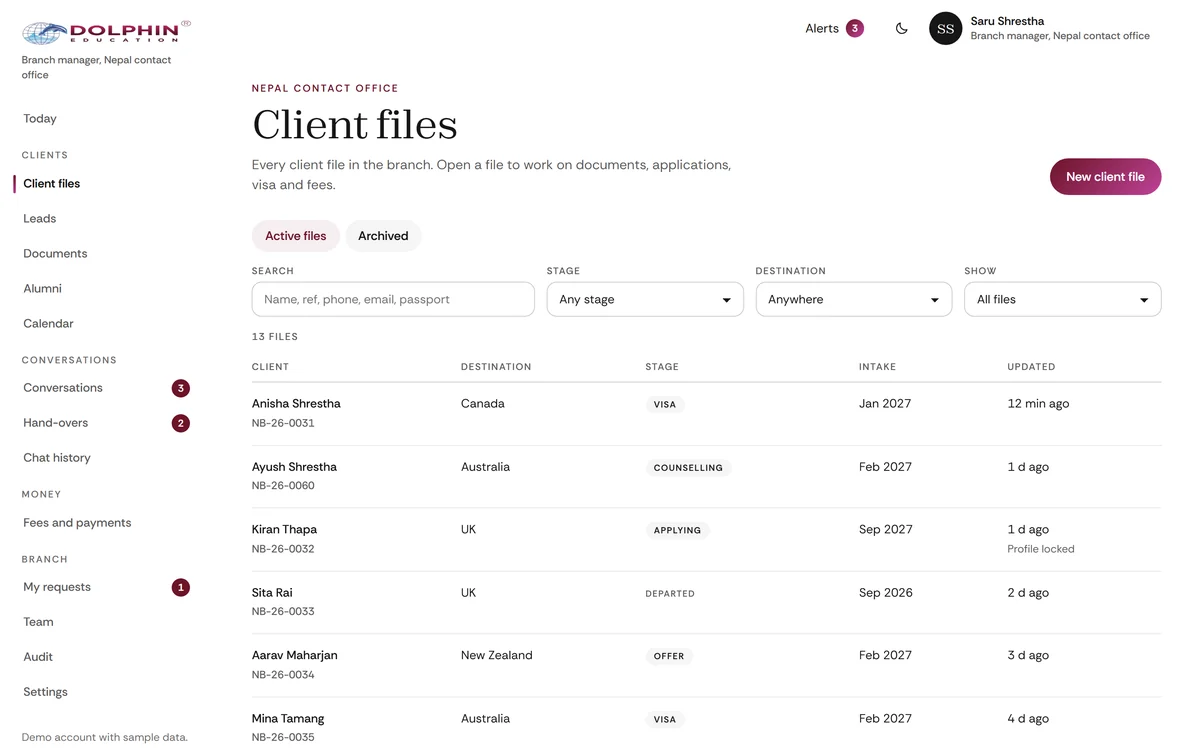 DOLPHIN
EDUCATION
Branch manager, Nepal contact
office
Today
CLIENTS
Client files
Leads
Documents
Alumni
Calendar
CONVERSATIONS
Conversations 3
Hand-overs 2
Chat history
MONEY
Fees and payments
BRANCH
My requests 1
Team
Audit
Settings
Demo account with sample data.
Alerts 3
SS
Saru Shrestha
Branch manager, Nepal contact office
NEPAL CONTACT OFFICE
Client files
Every client file in the branch. Open a file to work on documents, applications,
visa and fees.
New client file
Active files Archived
SEARCH STAGE DESTINATION SHOW
Name, ref, phone, email, passport Any stage Anywhere All files
13 FILES
CLIENT DESTINATION STAGE INTAKE UPDATED
Anisha Shrestha Canada VISA Jan 2027 12 min ago
NB-26-0031
Ayush Shrestha Australia COUNSELLING Feb 2027 1 d ago
NB-26-0060
Kiran Thapa UK APPLYING Sep 2027 1 d ago
NB-26-0032 Profile locked
Sita Rai UK DEPARTED Sep 2026 2 d ago
NB-26-0033
Aarav Maharjan New Zealand OFFER Feb 2027 3 d ago
NB-26-0034
Mina Tamang Australia VISA Feb 2027 4 d ago
NB-26-0035